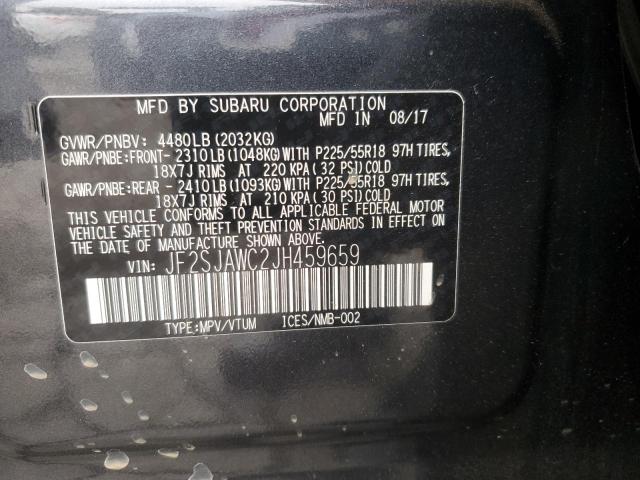 MFD BY SUBARU CORPORATION
MFD IN 08/17
GVWR/PNBV: 4480LB(2032KG)
GAWR/PNBE:FRONT- 2310LB(1048KG)WITH P225/55R18 97H TIRES,
18X7J RIMS AT 220 KPA(32 PSI)COLD
GAWR/PNBE:REAR - 2410LB(1093KG)WITH P225/55R18 97H TIRES,
18X7J RIMS AT 210 KPA(30 PSI)COLD
THIS VEHICLE CONFORMS TO ALL APPLICABLE FEDERAL MOTOR
VEHICLE SAFETY AND THEFT PREVENTION STANDARDS IN EFFECT ON
THE DATE OF MANUFACTURE SHOWN ABOVE.
VIN: JF2SJAWC2JH459659
TYPE:MPV/VTUM ICES/NMB-002